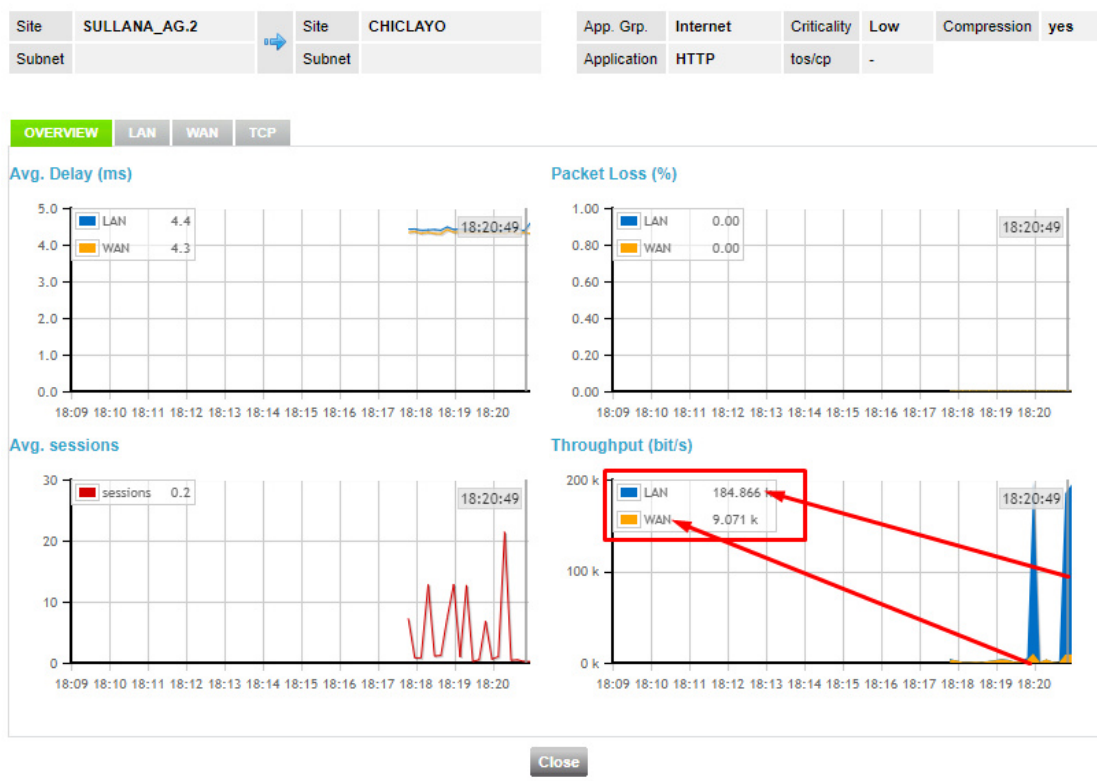 Site SULLANA_AG.2 Site CHICLAYO App. Grp. Internet Criticality Low Compression yes
Subnet Subnet Application HTTP tos/cp -
OVERVIEW LAN WAN TCP
Avg. Delay (ms)
5.0
4.0
3.0
2.0
1.0
0.0
LAN 4.4
WAN 4.3
18:20:49
18:09 18:10 18:11 18:12 18:13 18:14 18:15 18:16 18:17 18:18 18:19 18:20
Packet Loss (%)
1.00
0.80
0.60
0.40
0.20
0.00
LAN 0.00
WAN 0.00
18:20:49
18:09 18:10 18:11 18:12 18:13 18:14 18:15 18:16 18:17 18:18 18:19 18:20
Avg. sessions
30
20
10
0
sessions 0.2
18:20:49
18:09 18:10 18:11 18:12 18:13 18:14 18:15 18:16 18:17 18:18 18:19 18:20
Throughput (bit/s)
200 k
100 k
0 k
LAN 184.866 k
WAN 9.071 k
18:20:49
18:09 18:10 18:11 18:12 18:13 18:14 18:15 18:16 18:17 18:18 18:19 18:20
Close